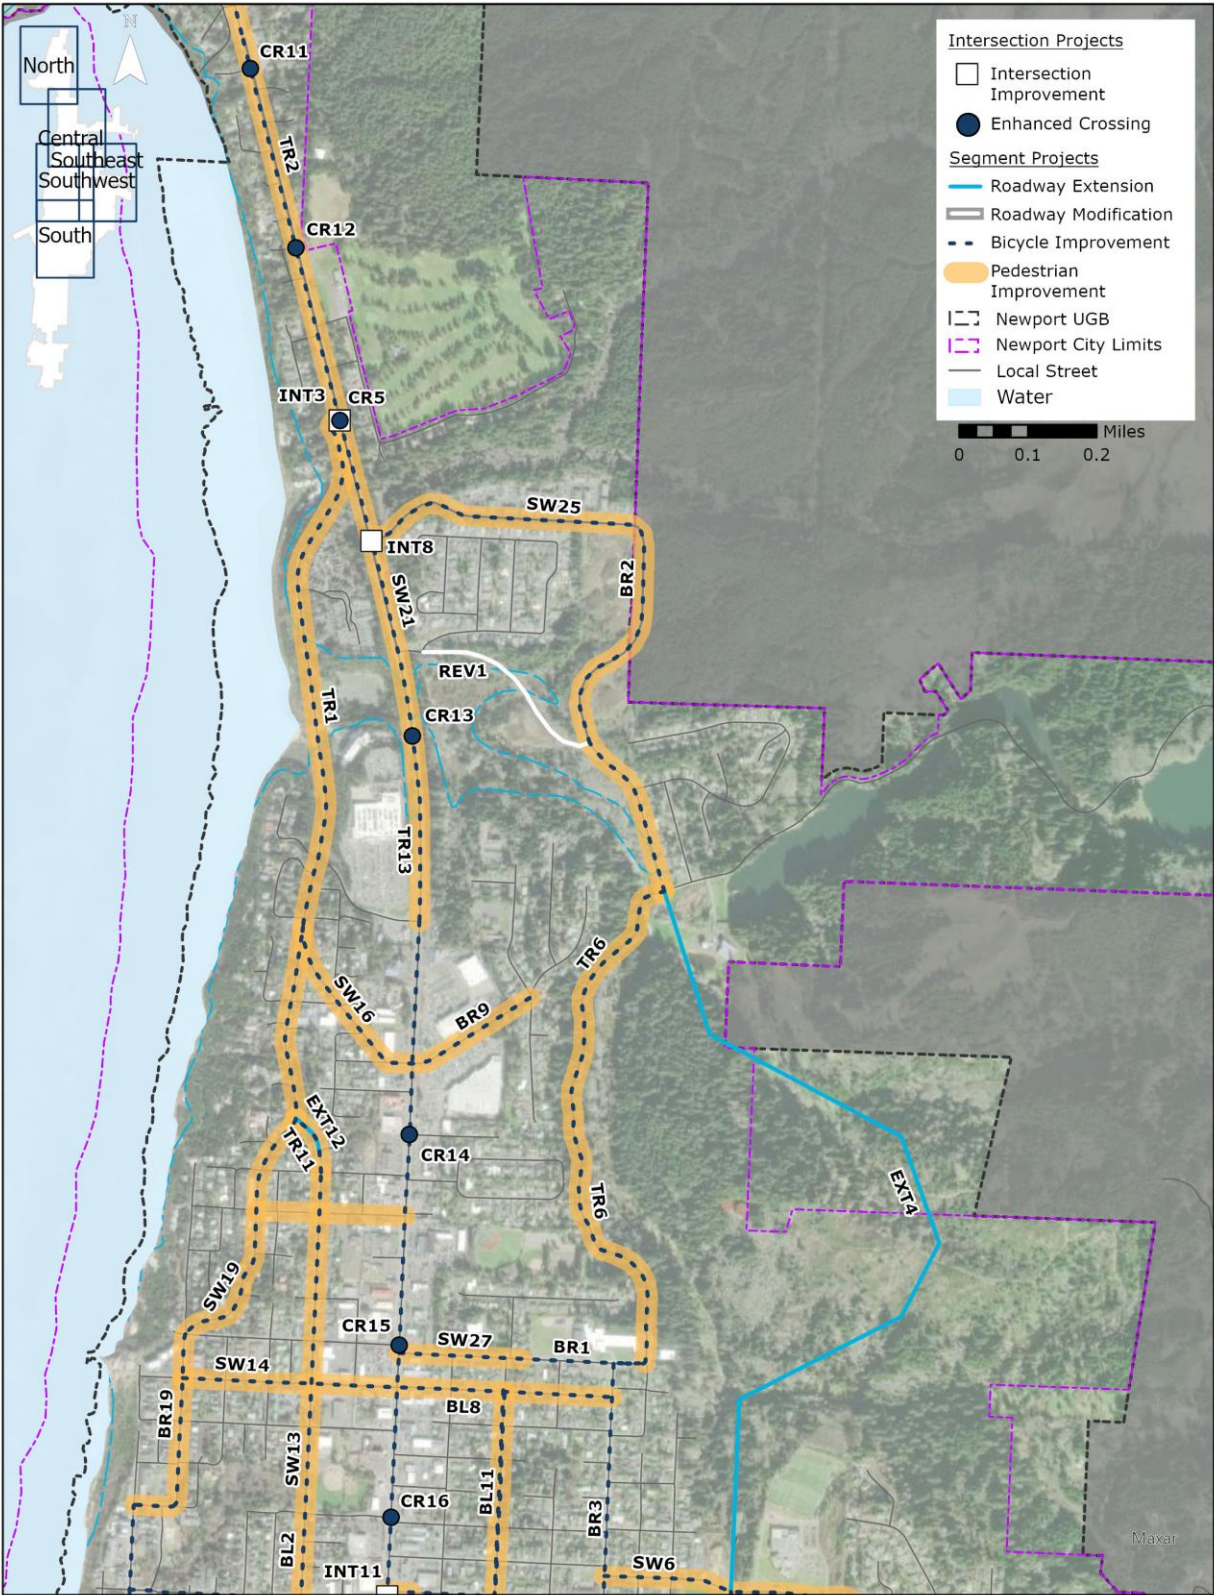 N
North
Central
Southeast
Southwest
South
Intersection Projects
Intersection
Improvement
Enhanced Crossing
Segment Projects
Roadway Extension
Roadway Modification
Bicycle Improvement
Pedestrian
Improvement
Newport UGB
Newport City Limits
Local Street
Water
Miles
0 0.1 0.2
CR11
TR2
CR12
INT3 CR5
SW25
INT8
BR2
SW21
REV1
TR1
CR13
TR13
TR6
SW16
BR9
EXT12
TR11
CR14
EXT4
TR6
SW19
CR15
SW27
BR1
SW14
BL8
BR19
SW13
BL11
CR16
BR3
BL2
INT11
SW6
Maxar